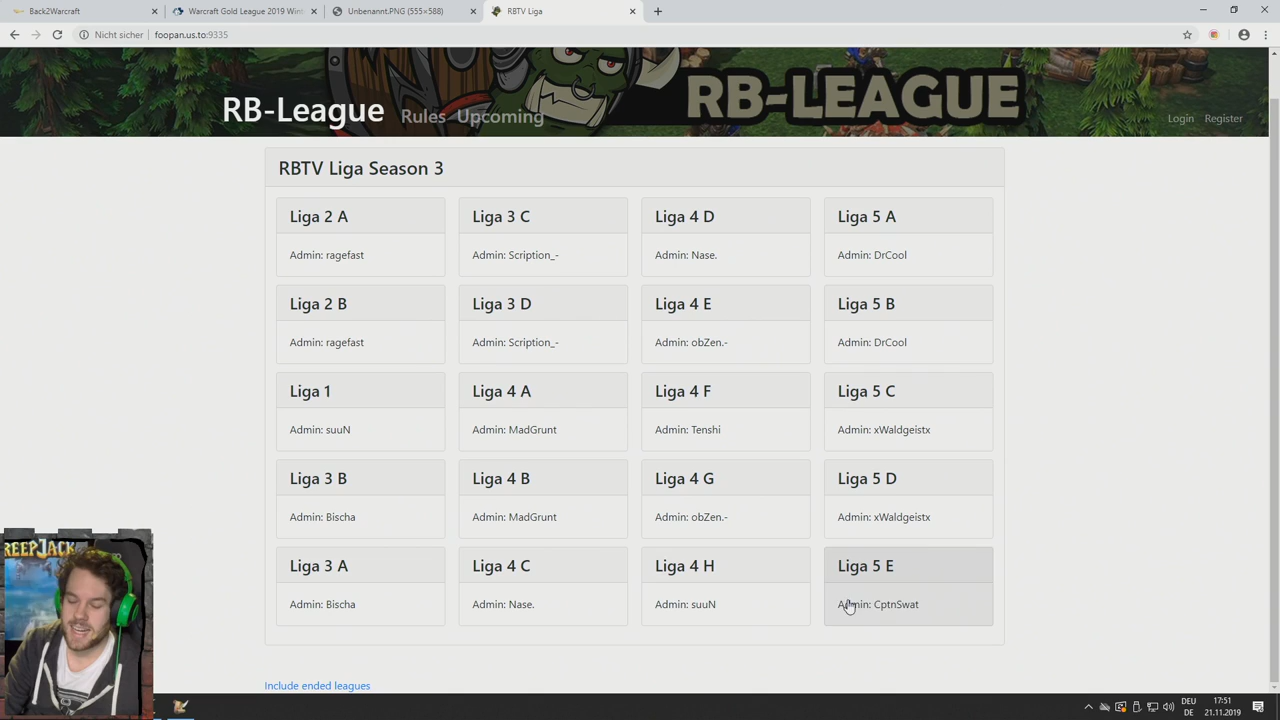 Back2Warcraft
Warcraft Gold League 2019 Wint
Unbenannt.PNG (555×588)
RBTV Liga
Nicht sicher
foopan.us.to:9335
RB-LEAGUE
RB-League
Rules
Upcoming
Login
Register
RBTV Liga Season 3
Liga 2 A
Admin: ragefast
Liga 3 C
Admin: Scription_-
Liga 4 D
Admin: Nase.
Liga 5 A
Admin: DrCool
Liga 2 B
Admin: ragefast
Liga 3 D
Admin: Scription_-
Liga 4 E
Admin: obZen.-
Liga 5 B
Admin: DrCool
Liga 1
Admin: suuN
Liga 4 A
Admin: MadGrunt
Liga 4 F
Admin: Tenshi
Liga 5 C
Admin: xWaldgeistx
Liga 3 B
Admin: Bischa
Liga 4 B
Admin: MadGrunt
Liga 4 G
Admin: obZen.-
Liga 5 D
Admin: xWaldgeistx
Liga 3 A
Admin: Bischa
Liga 4 C
Admin: Nase.
Liga 4 H
Admin: suuN
Liga 5 E
Admin: CptnSwat
Include ended leagues
REEPJACK
DEU
DE
17:51
21.11.2019